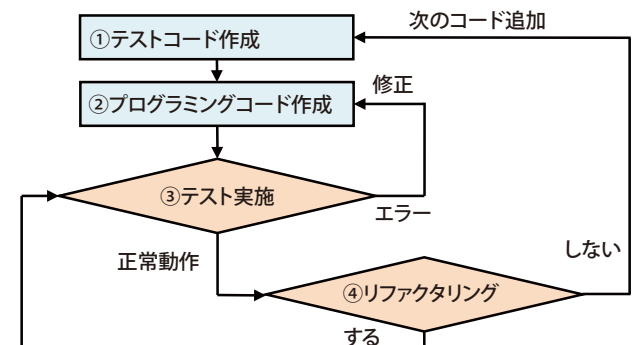 次のコード追加
①テストコード作成
②プログラミングコード作成
修正
③テスト実施
エラー
正常動作
しない
④リファクタリング
する